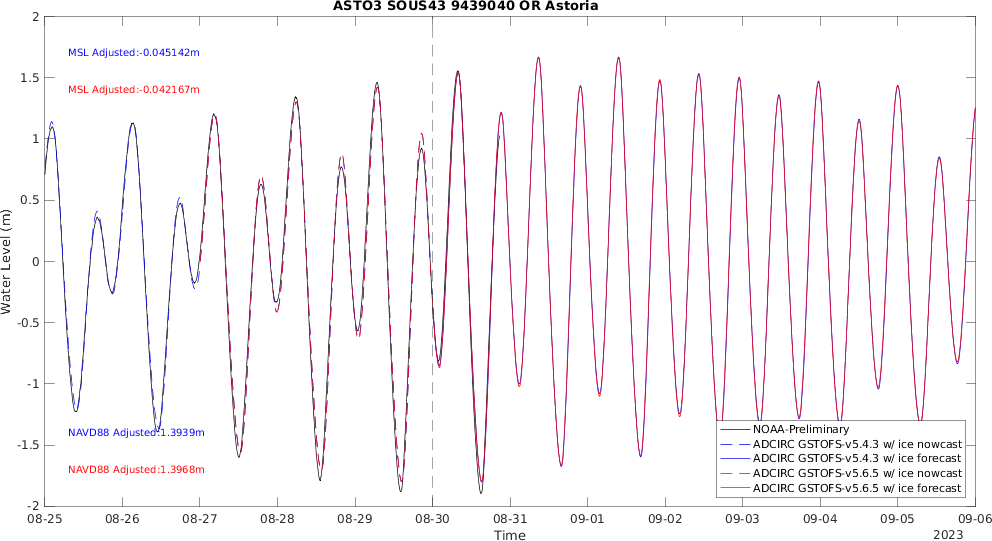 ASTO3 SOUS43 9439040 OR Astoria
2
1.5
1
0.5
0
-0.5
-1
-1.5
-2
Water Level (m)
MSL Adjusted:-0.045142m
MSL Adjusted:-0.042167m
NAVD88 Adjusted:1.3939m
NAVD88 Adjusted:1.3968m
NOAA-Preliminary
ADCIRC GSTOFS-v5.4.3 w/ ice nowcast
ADCIRC GSTOFS-v5.4.3 w/ ice forecast
ADCIRC GSTOFS-v5.6.5 w/ ice nowcast
ADCIRC GSTOFS-v5.6.5 w/ ice forecast
08-25 08-26 08-27 08-28 08-29 08-30 08-31 09-01 09-02 09-03 09-04 09-05 09-06
Time
2023